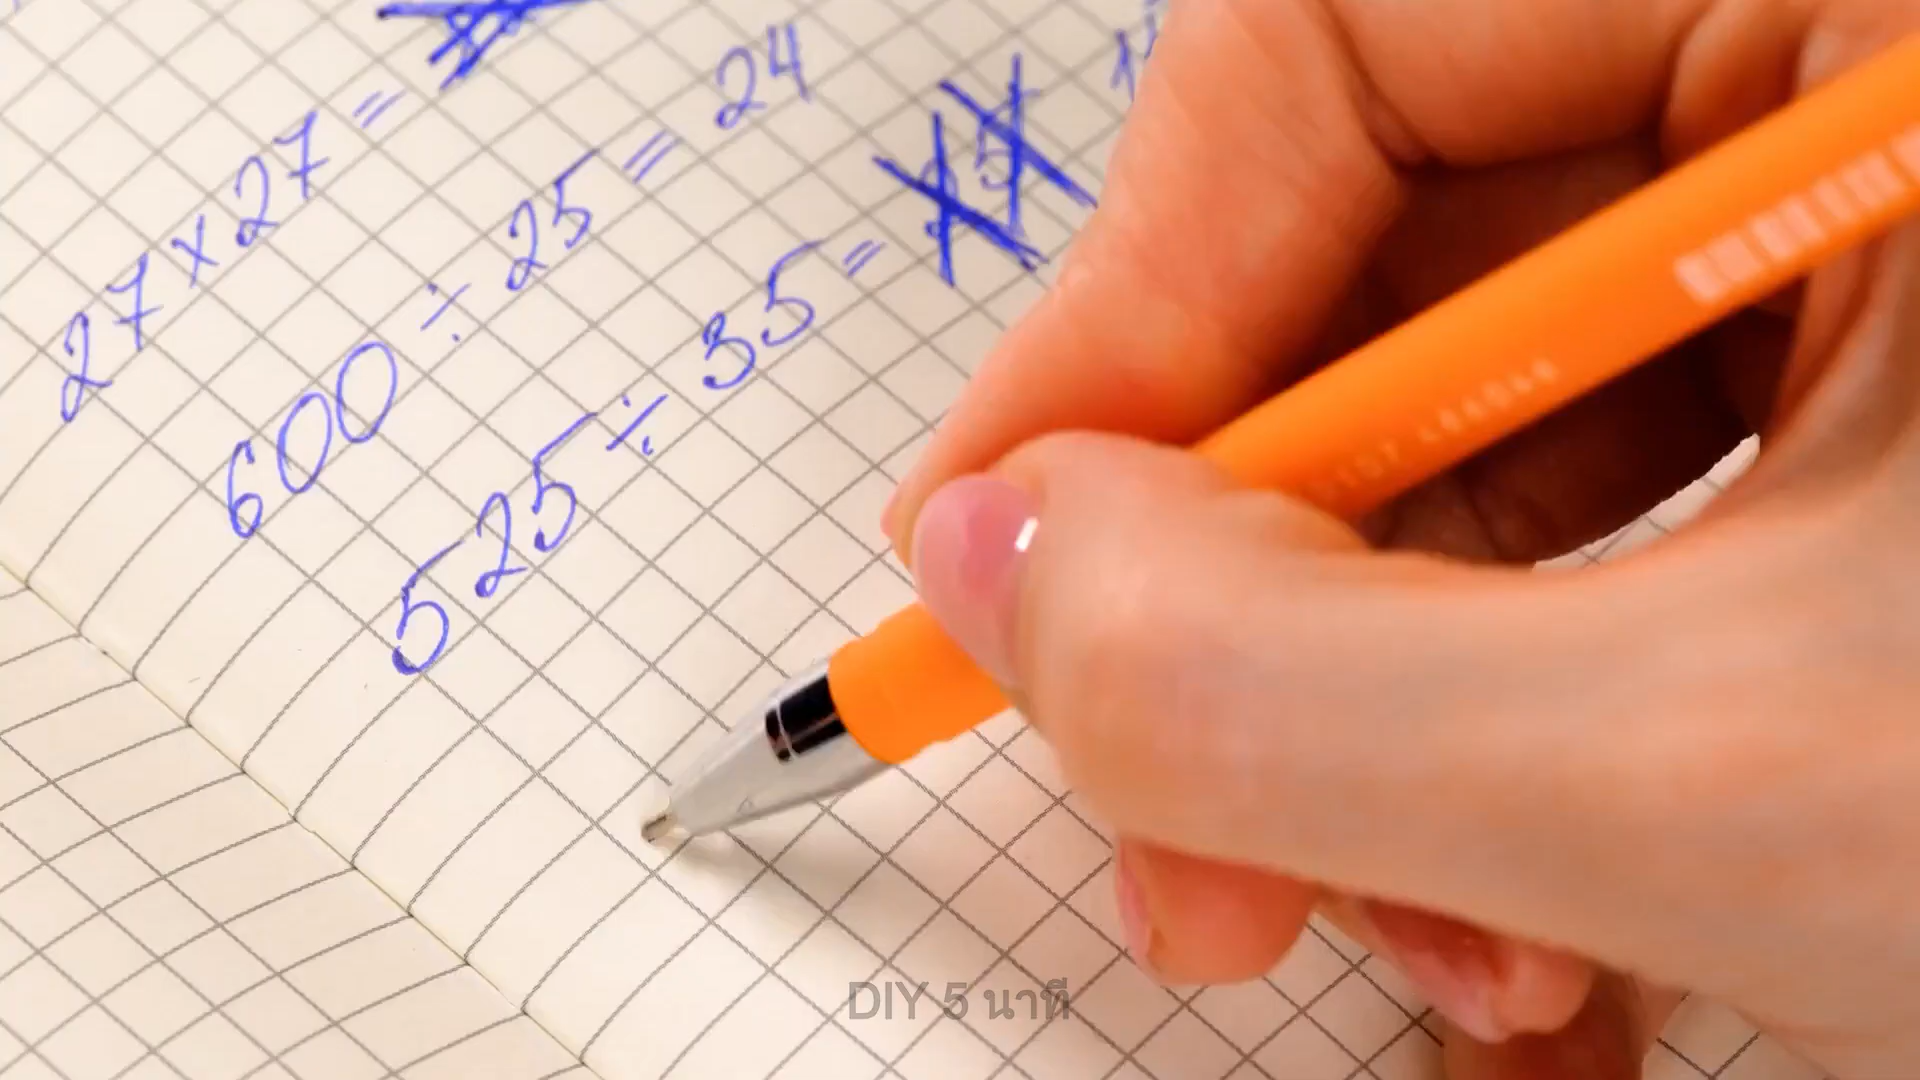 27 x 27 =
600 ÷ 25 = 24
525 ÷ 35 =
DIY 5 นาที